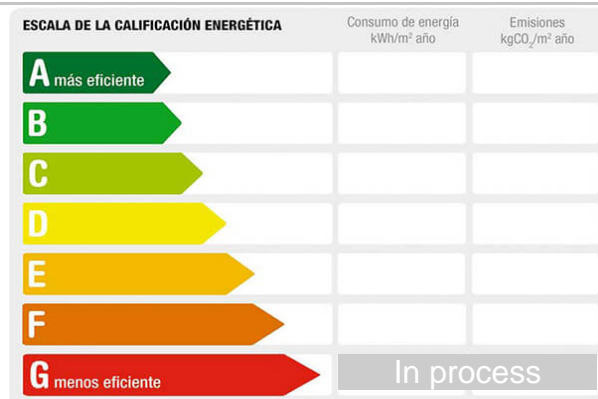 ESCALA DE LA CALIFICACIÓN ENERGÉTICA
Consumo de energía
kWh/m² año
Emisiones
kgCO₂/m² año
A más eficiente
B
C
D
E
F
G menos eficiente
In process